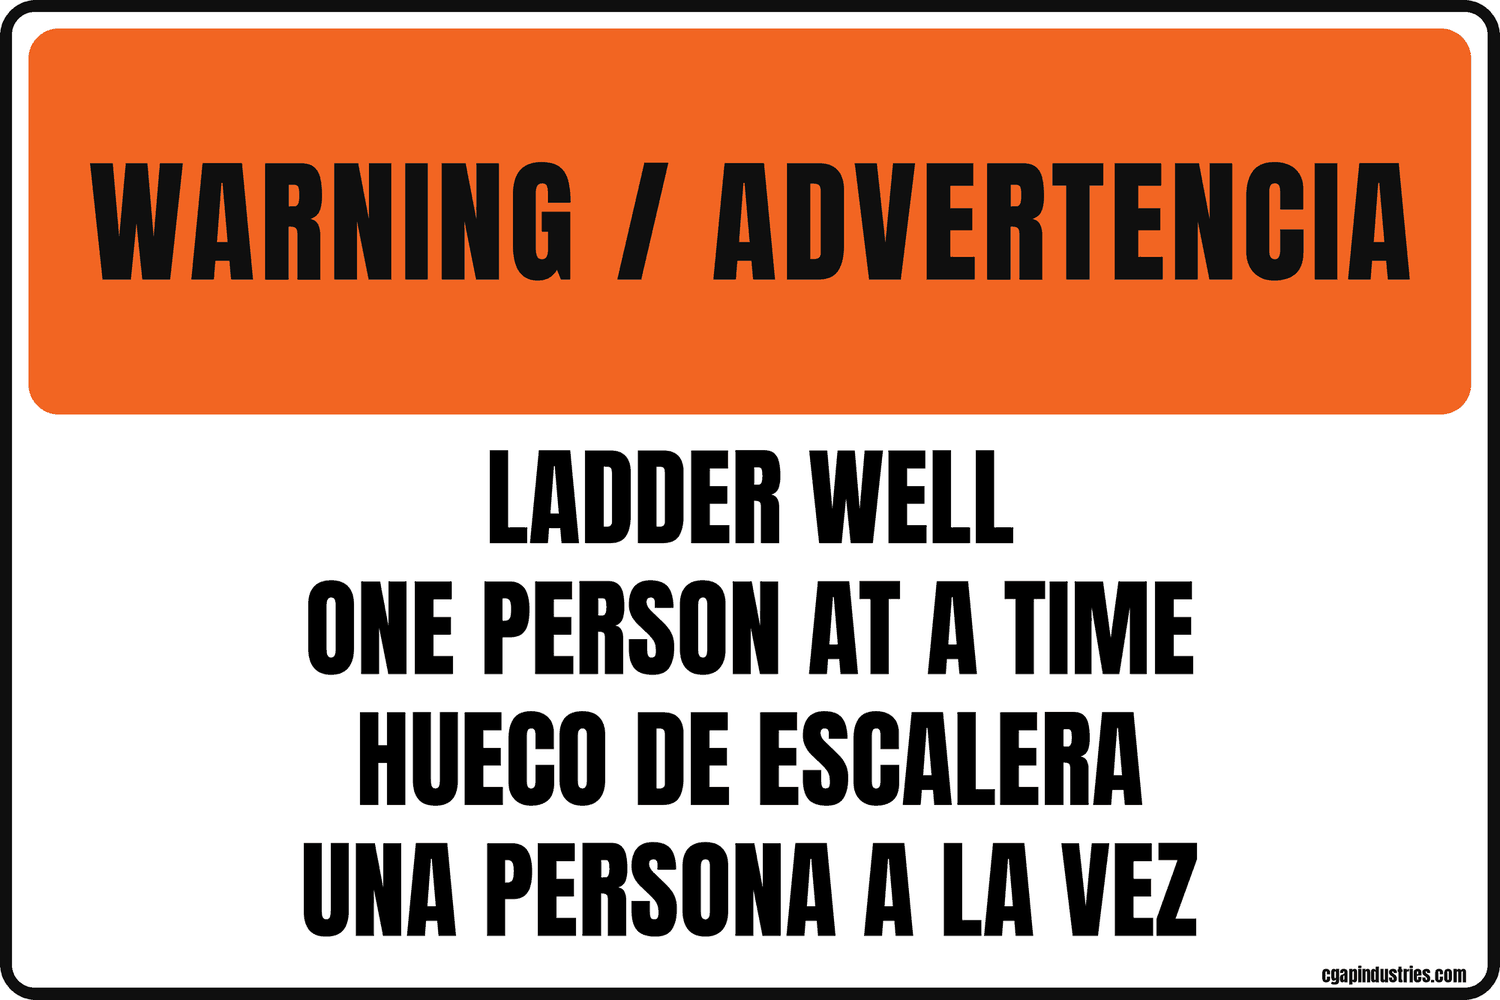 WARNING / ADVERTENCIA
LADDER WELL
ONE PERSON AT A TIME
HUECO DE ESCALERA
UNA PERSONA A LA VEZ
cgapindustries.com